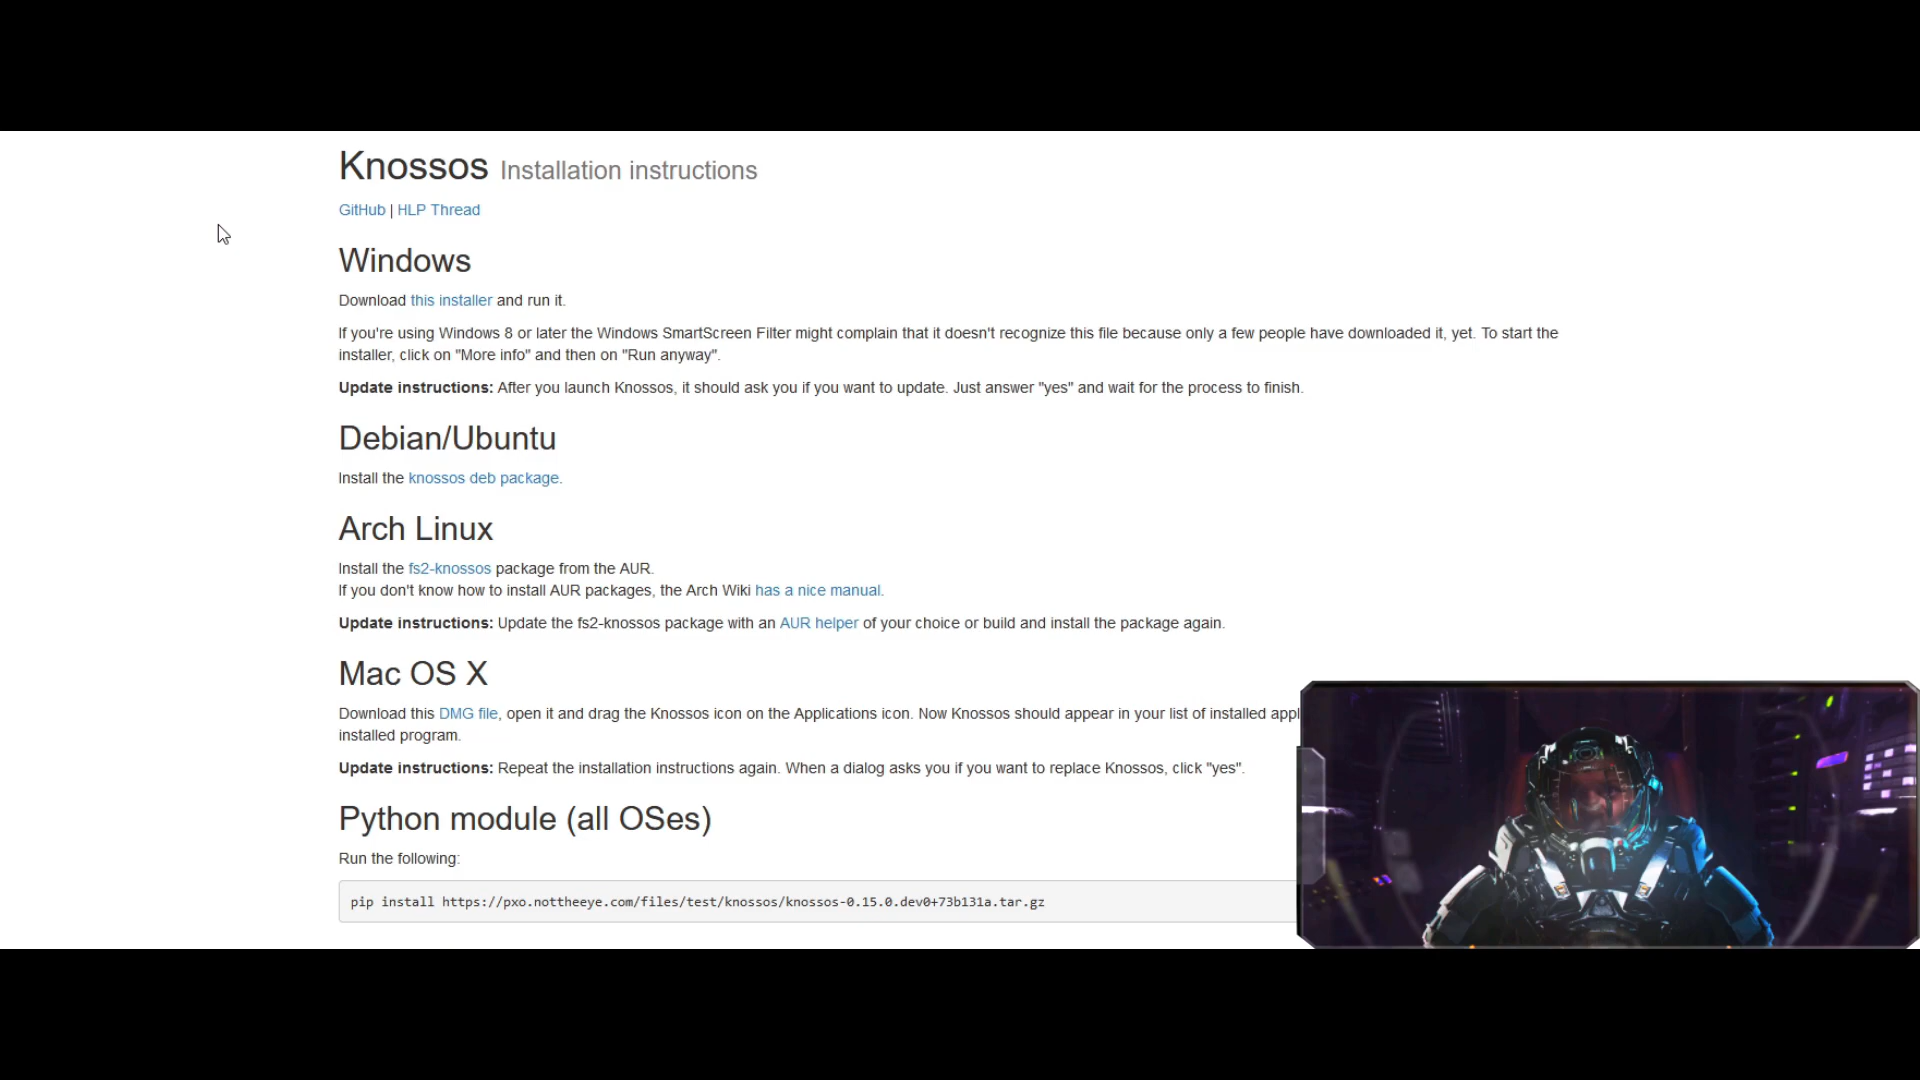 Knossos Installation instructions
GitHub | HLP Thread
Windows
Download this installer and run it.
If you're using Windows 8 or later the Windows SmartScreen Filter might complain that it doesn't recognize this file because only a few people have downloaded it, yet. To start the
installer, click on "More info" and then on "Run anyway".
Update instructions: After you launch Knossos, it should ask you if you want to update. Just answer "yes" and wait for the process to finish.
Debian/Ubuntu
Install the knossos deb package.
Arch Linux
Install the fs2-knossos package from the AUR.
If you don't know how to install AUR packages, the Arch Wiki has a nice manual.
Update instructions: Update the fs2-knossos package with an AUR helper of your choice or build and install the package again.
Mac OS X
Download this DMG file, open it and drag the Knossos icon on the Applications icon. Now Knossos should appear in your list of installed appl
installed program.
Update instructions: Repeat the installation instructions again. When a dialog asks you if you want to replace Knossos, click "yes".
Python module (all OSes)
Run the following:
pip install https://pxo.nottheeye.com/files/test/knossos/knossos-0.15.0.dev0+73b131a.tar.gz